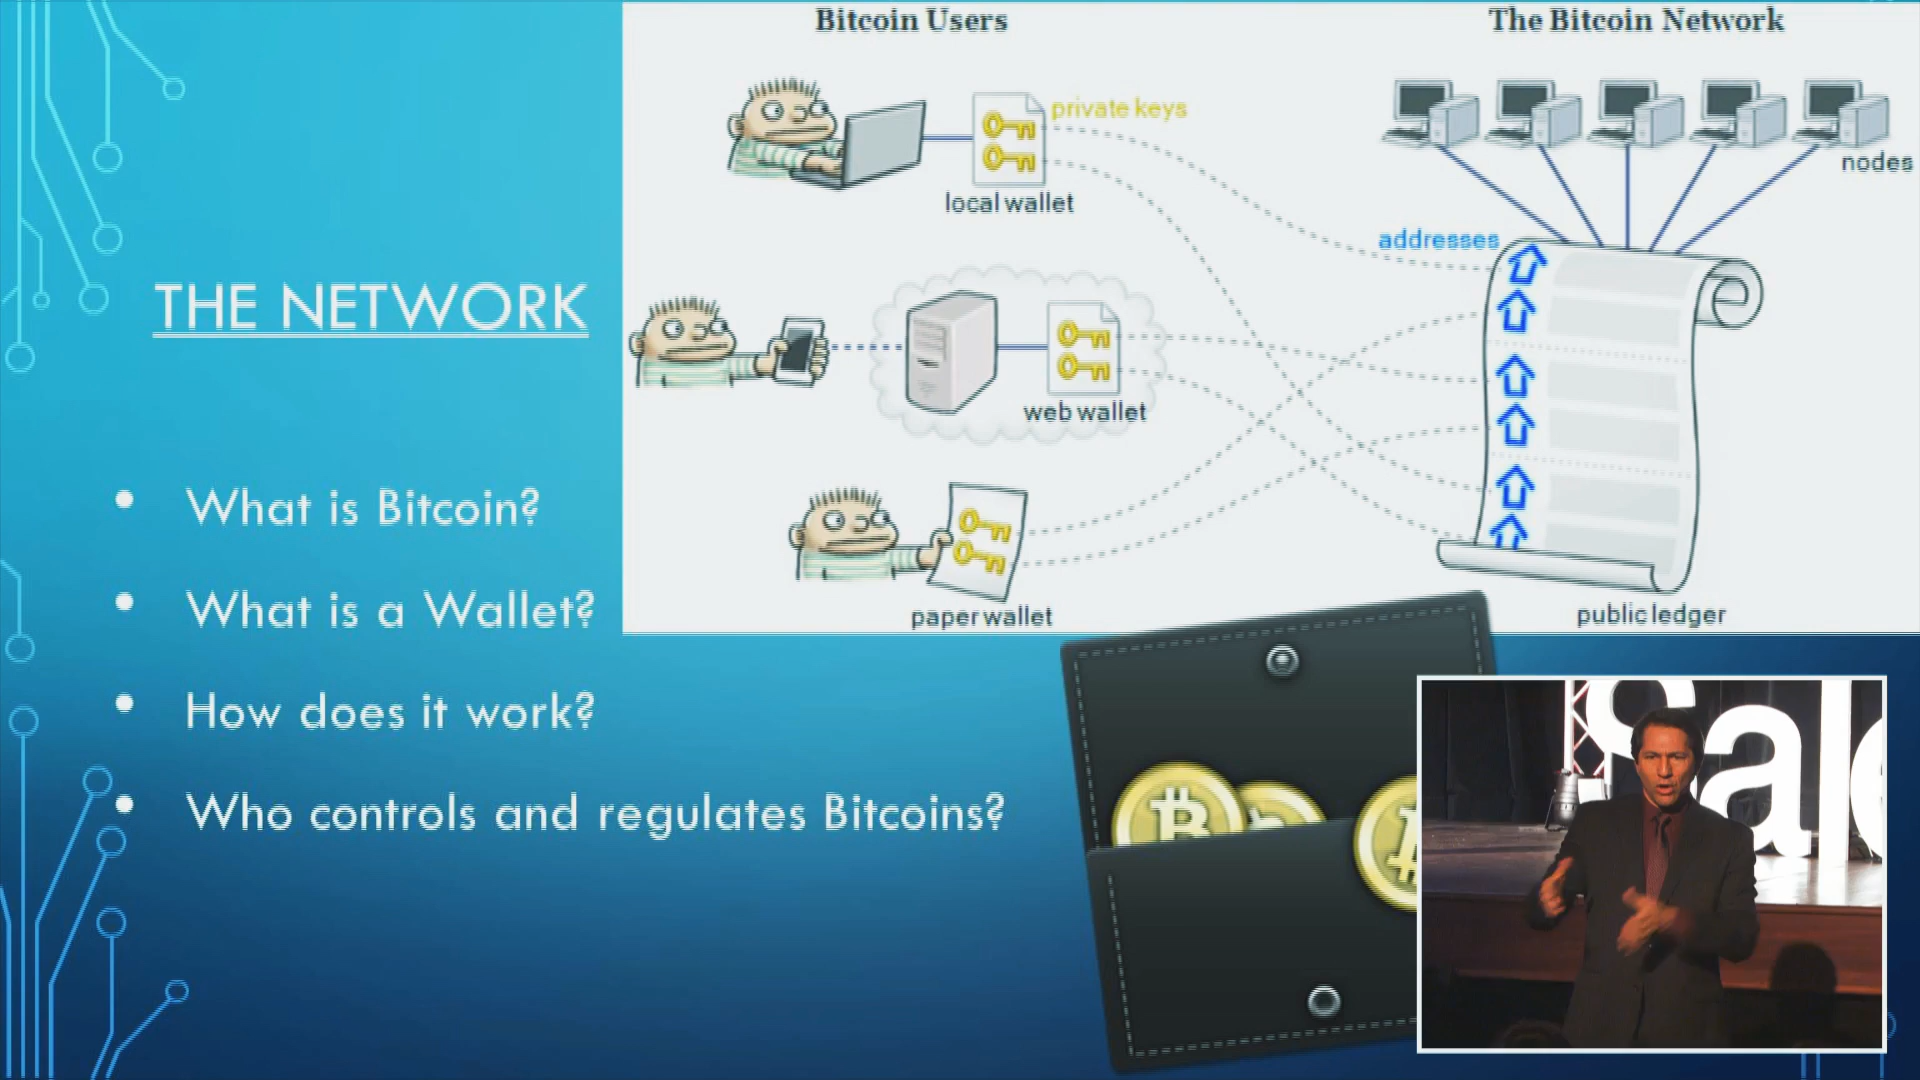 Bitcoin Users
The Bitcoin Network
private keys
nodes
local wallet
addresses
THE NETWORK
web wallet
What is Bitcoin?
What is a Wallet?
paper wallet
public ledger
How does it work?
Who controls and regulates Bitcoins?
Sale